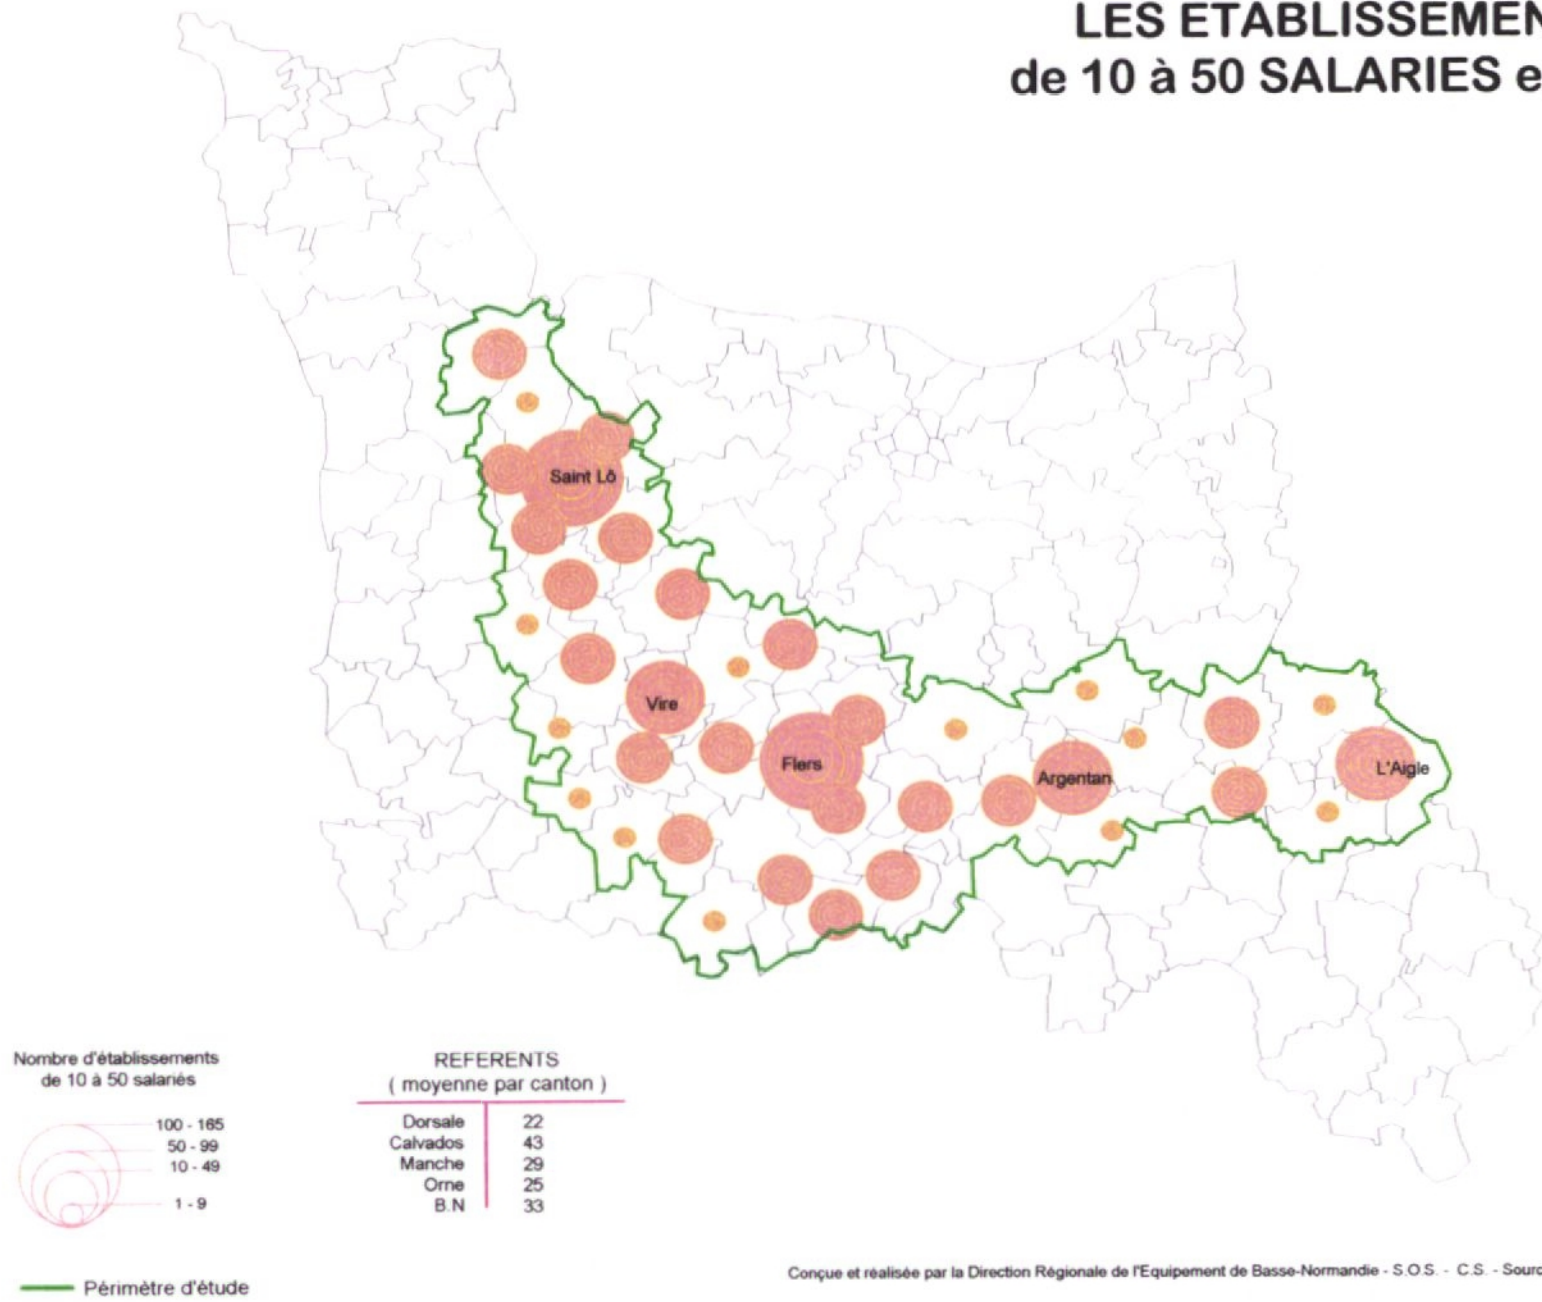 LES ETABLISSEMEN
de 10 à 50 SALARIES e
Saint Lô
Vire
Flers
Argentan
L'Aigle
Nombre d'établissements
de 10 à 50 salariés
100 - 165
50 - 99
10 - 49
1 - 9
REFERENTS
( moyenne par canton )
Dorsale 22
Calvados 43
Manche 29
Orne 25
B.N 33
Périmètre d'étude
Conçue et réalisée par la Direction Régionale de l'Equipement de Basse-Normandie - S.O.S. - C.S. - Sourc